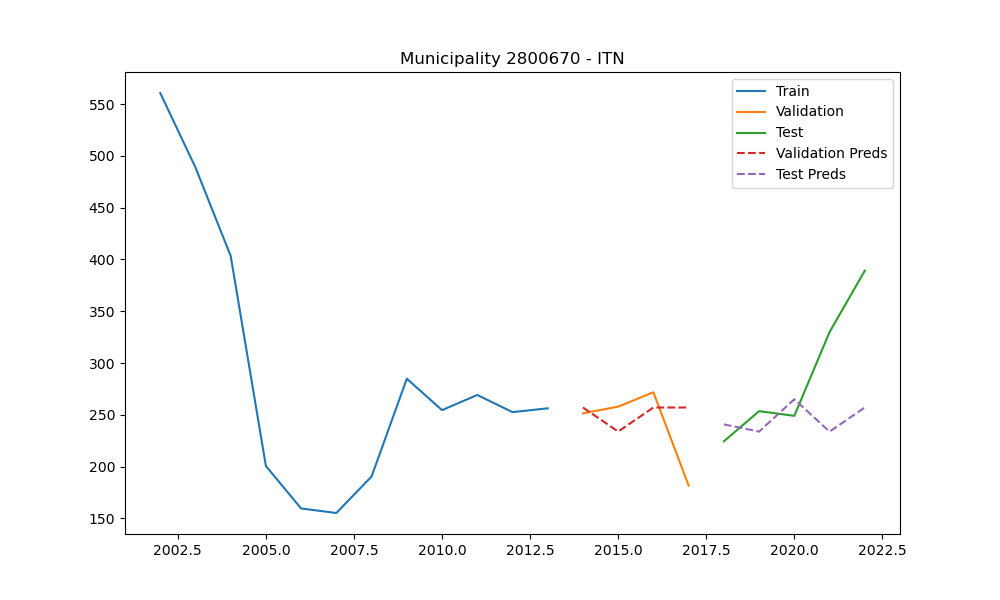 Municipality 2800670 - ITN
Train
Validation
Test
Validation Preds
Test Preds
550
500
450
400
350
300
250
200
150
2002.5 2005.0 2007.5 2010.0 2012.5 2015.0 2017.5 2020.0 2022.5